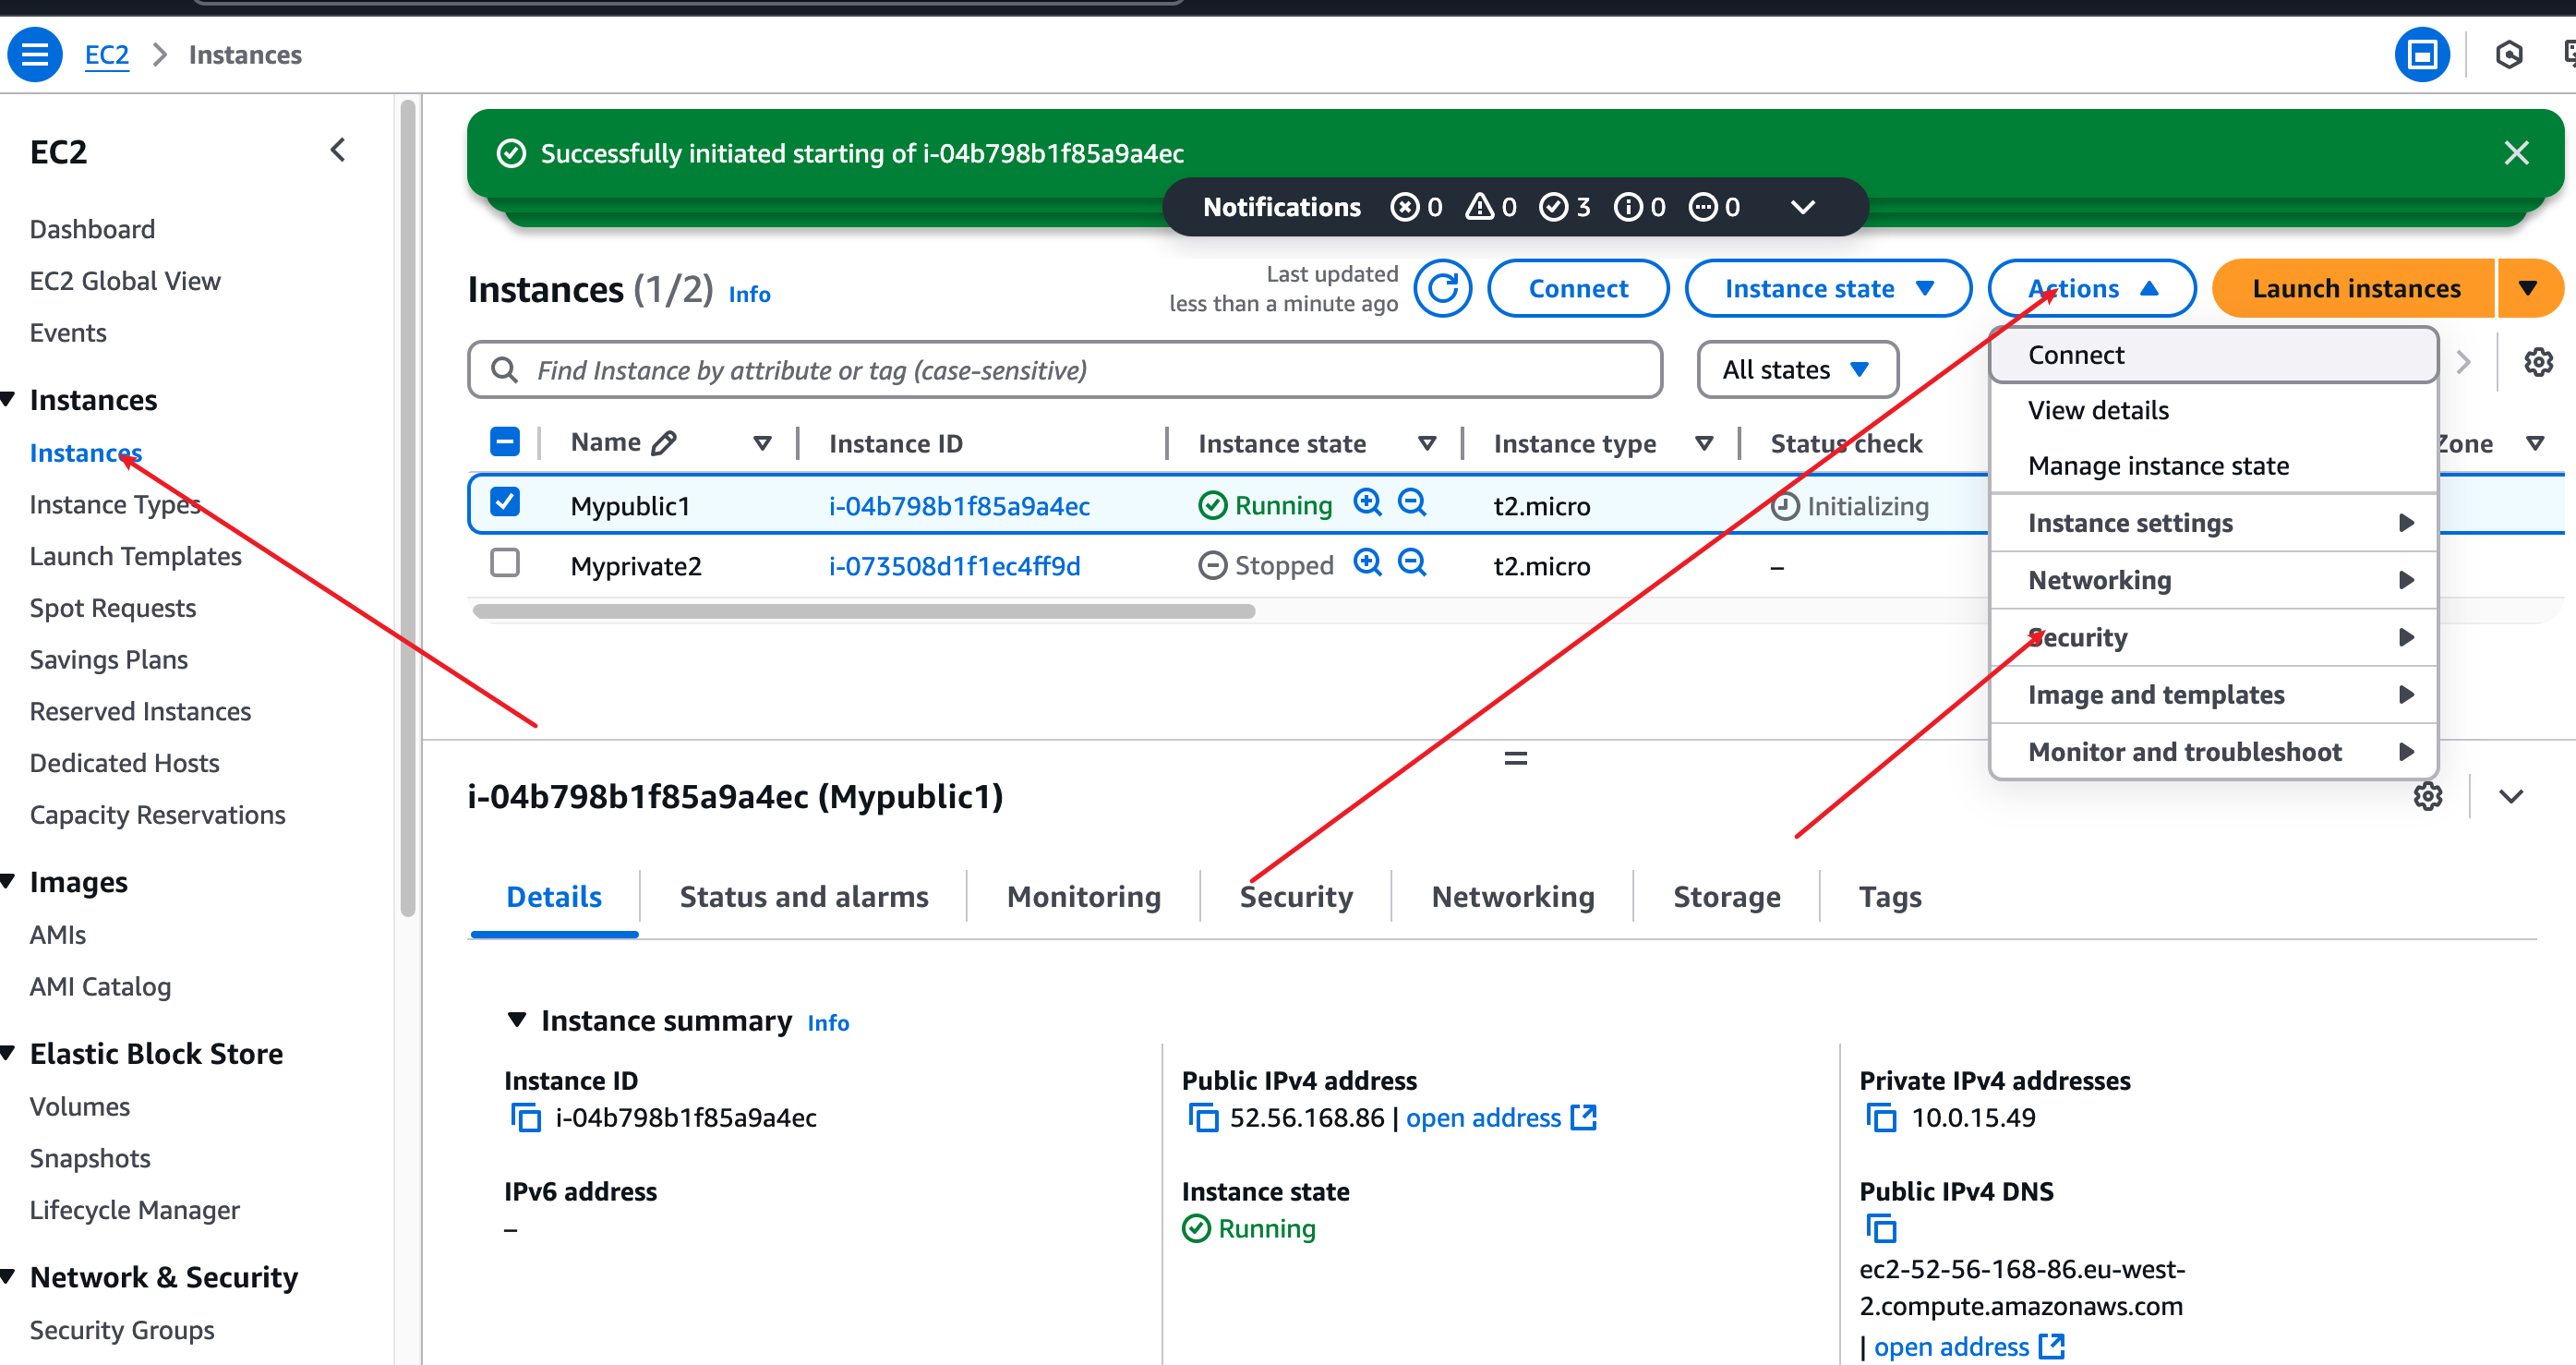 EC2 > Instances
EC2
Dashboard
EC2 Global View
Events
Instances
Instances
Instance Types
Launch Templates
Spot Requests
Savings Plans
Reserved Instances
Dedicated Hosts
Capacity Reservations
Images
AMIs
AMI Catalog
Elastic Block Store
Volumes
Snapshots
Lifecycle Manager
Network & Security
Security Groups
Successfully initiated starting of i-04b798b1f85a9a4ec
Notifications 0 0 3 0 0
Instances (1/2) Info
Last updated
less than a minute ago
Connect
Instance state
Actions
Launch instances
Find Instance by attribute or tag (case-sensitive)
All states
Name Instance ID Instance state Instance type Status check Zone
Mypublic1 i-04b798b1f85a9a4ec Running t2.micro Initializing
Myprivate2 i-073508d1f1ec4ff9d Stopped t2.micro –
Connect
View details
Manage instance state
Instance settings
Networking
Security
Image and templates
Monitor and troubleshoot
i-04b798b1f85a9a4ec (Mypublic1)
Details Status and alarms Monitoring Security Networking Storage Tags
Instance summary Info
Instance ID
i-04b798b1f85a9a4ec
IPv6 address
–
Public IPv4 address
52.56.168.86 | open address
Instance state
Running
Private IPv4 addresses
10.0.15.49
Public IPv4 DNS
ec2-52-56-168-86.eu-west-
2.compute.amazonaws.com
| open address